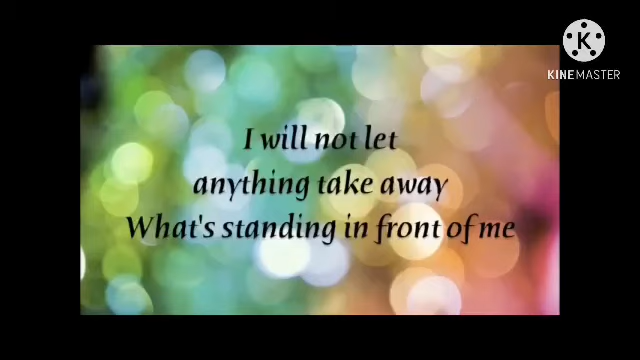 K
KINEMASTER
I will not let
anything take away
What's standing in front of me